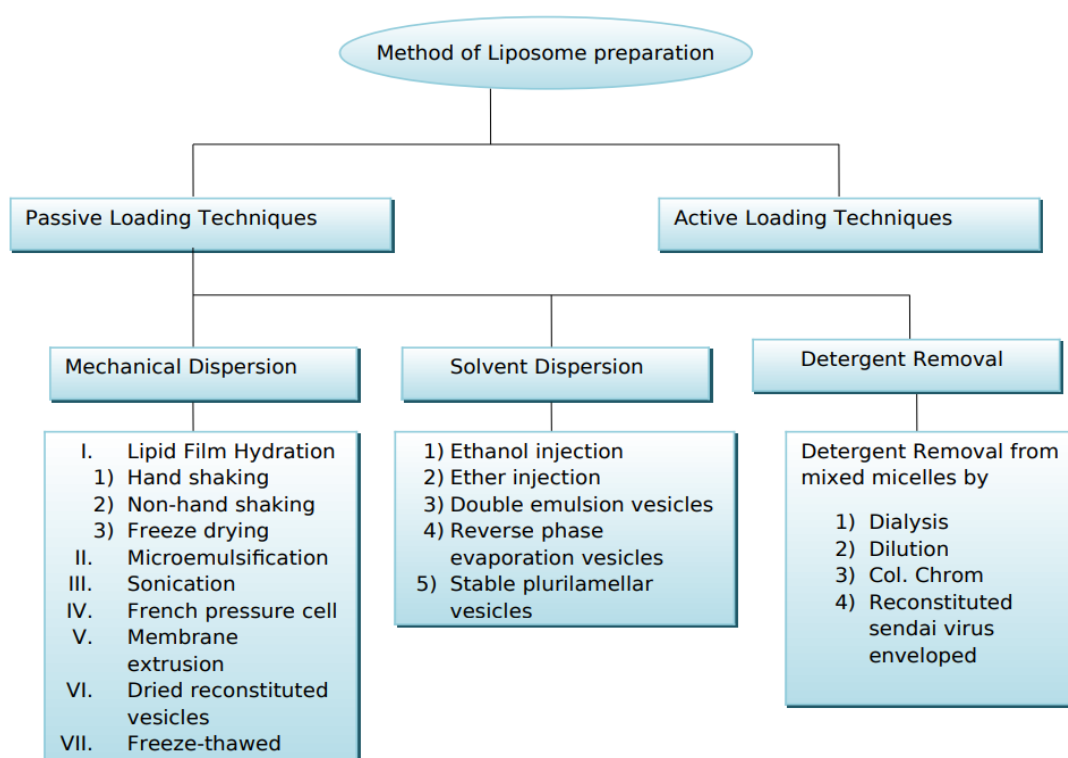 Method of Liposome preparation
Passive Loading Techniques
Active Loading Techniques
Mechanical Dispersion
Solvent Dispersion
Detergent Removal
I. Lipid Film Hydration
1) Hand shaking
2) Non-hand shaking
3) Freeze drying
II. Microemulsification
III. Sonication
IV. French pressure cell
V. Membrane
extrusion
VI. Dried reconstituted
vesicles
VII. Freeze-thawed
1) Ethanol injection
2) Ether injection
3) Double emulsion vesicles
4) Reverse phase
evaporation vesicles
5) Stable plurilamellar
vesicles
Detergent Removal from
mixed micelles by
1) Dialysis
2) Dilution
3) Col. Chrom
4) Reconstituted
sendai virus
enveloped